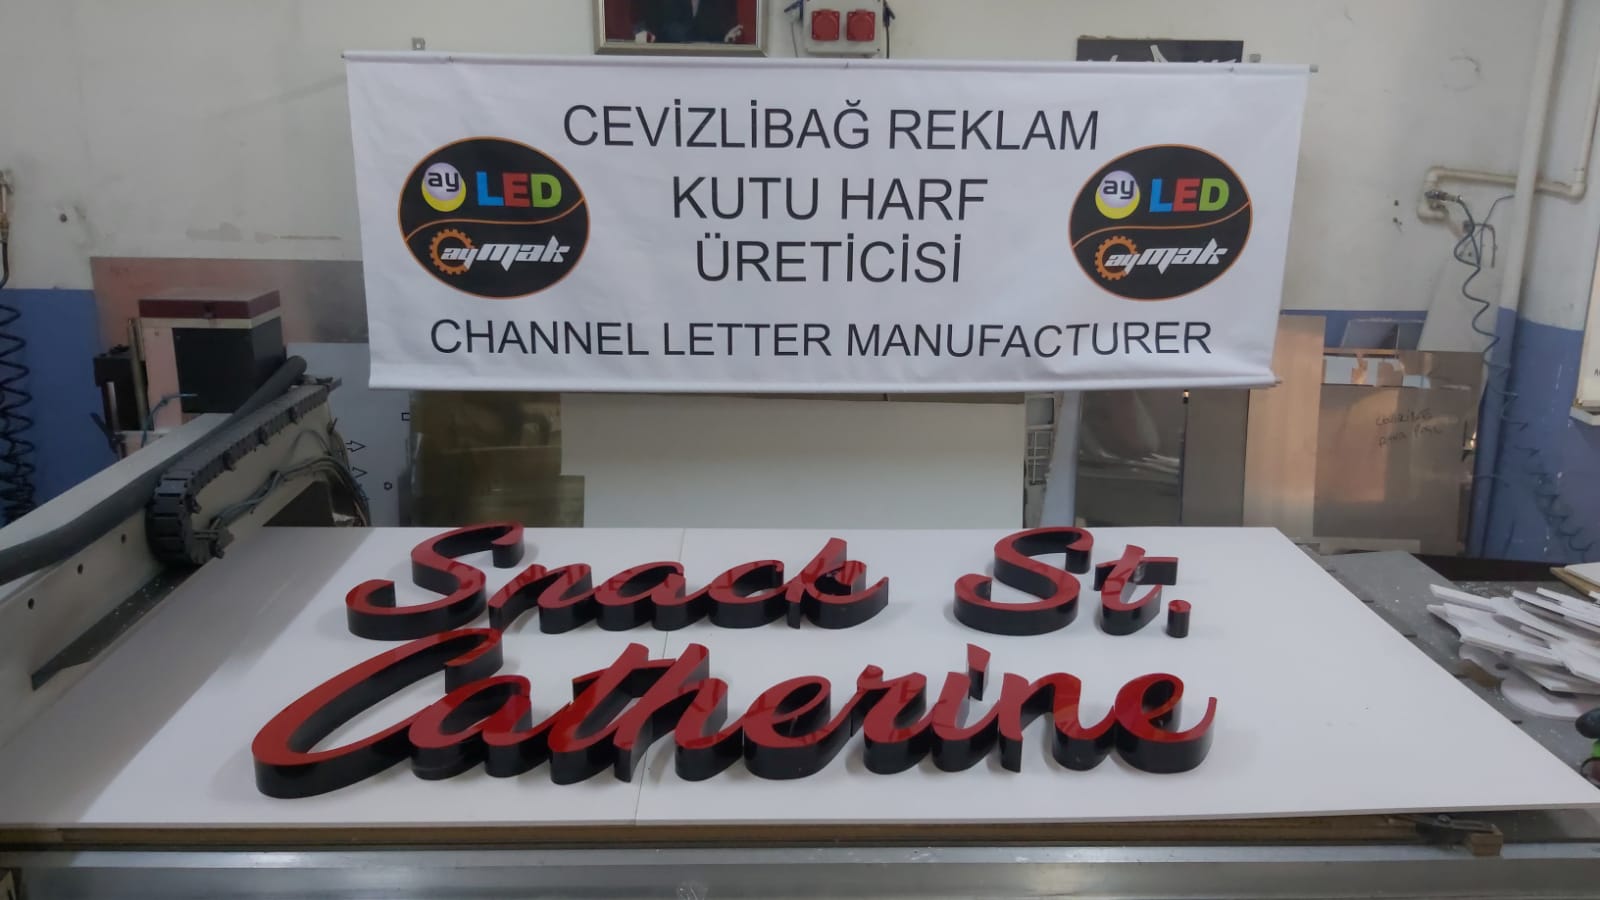 CEVİZLİBAĞ REKLAM
KUTU HARF
ÜRETİCİSİ
CHANNEL LETTER MANUFACTURER
ay LED
aymak
ay LED
aymak
Snack St.
Catherine